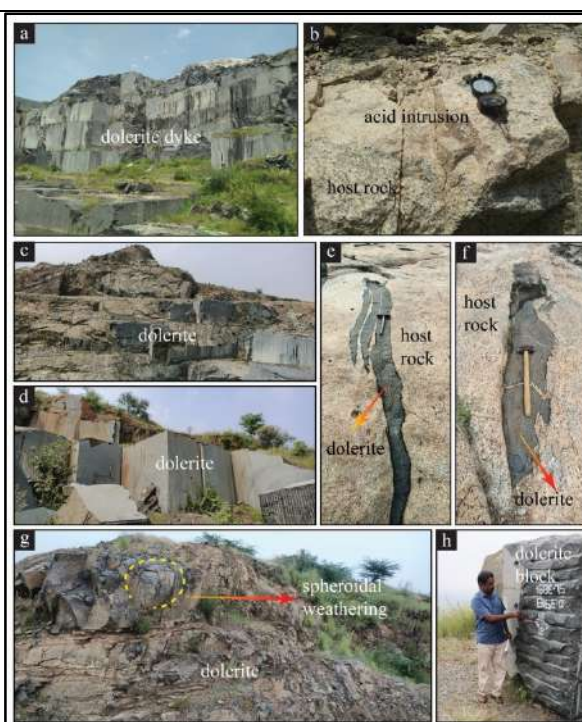 a
dolerite dyke
b
acid intrusion
host rock
c
dolerite
d
dolerite
e
host
rock
dolerite
f
host
rock
dolerite
g
spheroidal
weathering
dolerite
h
dolerite
block